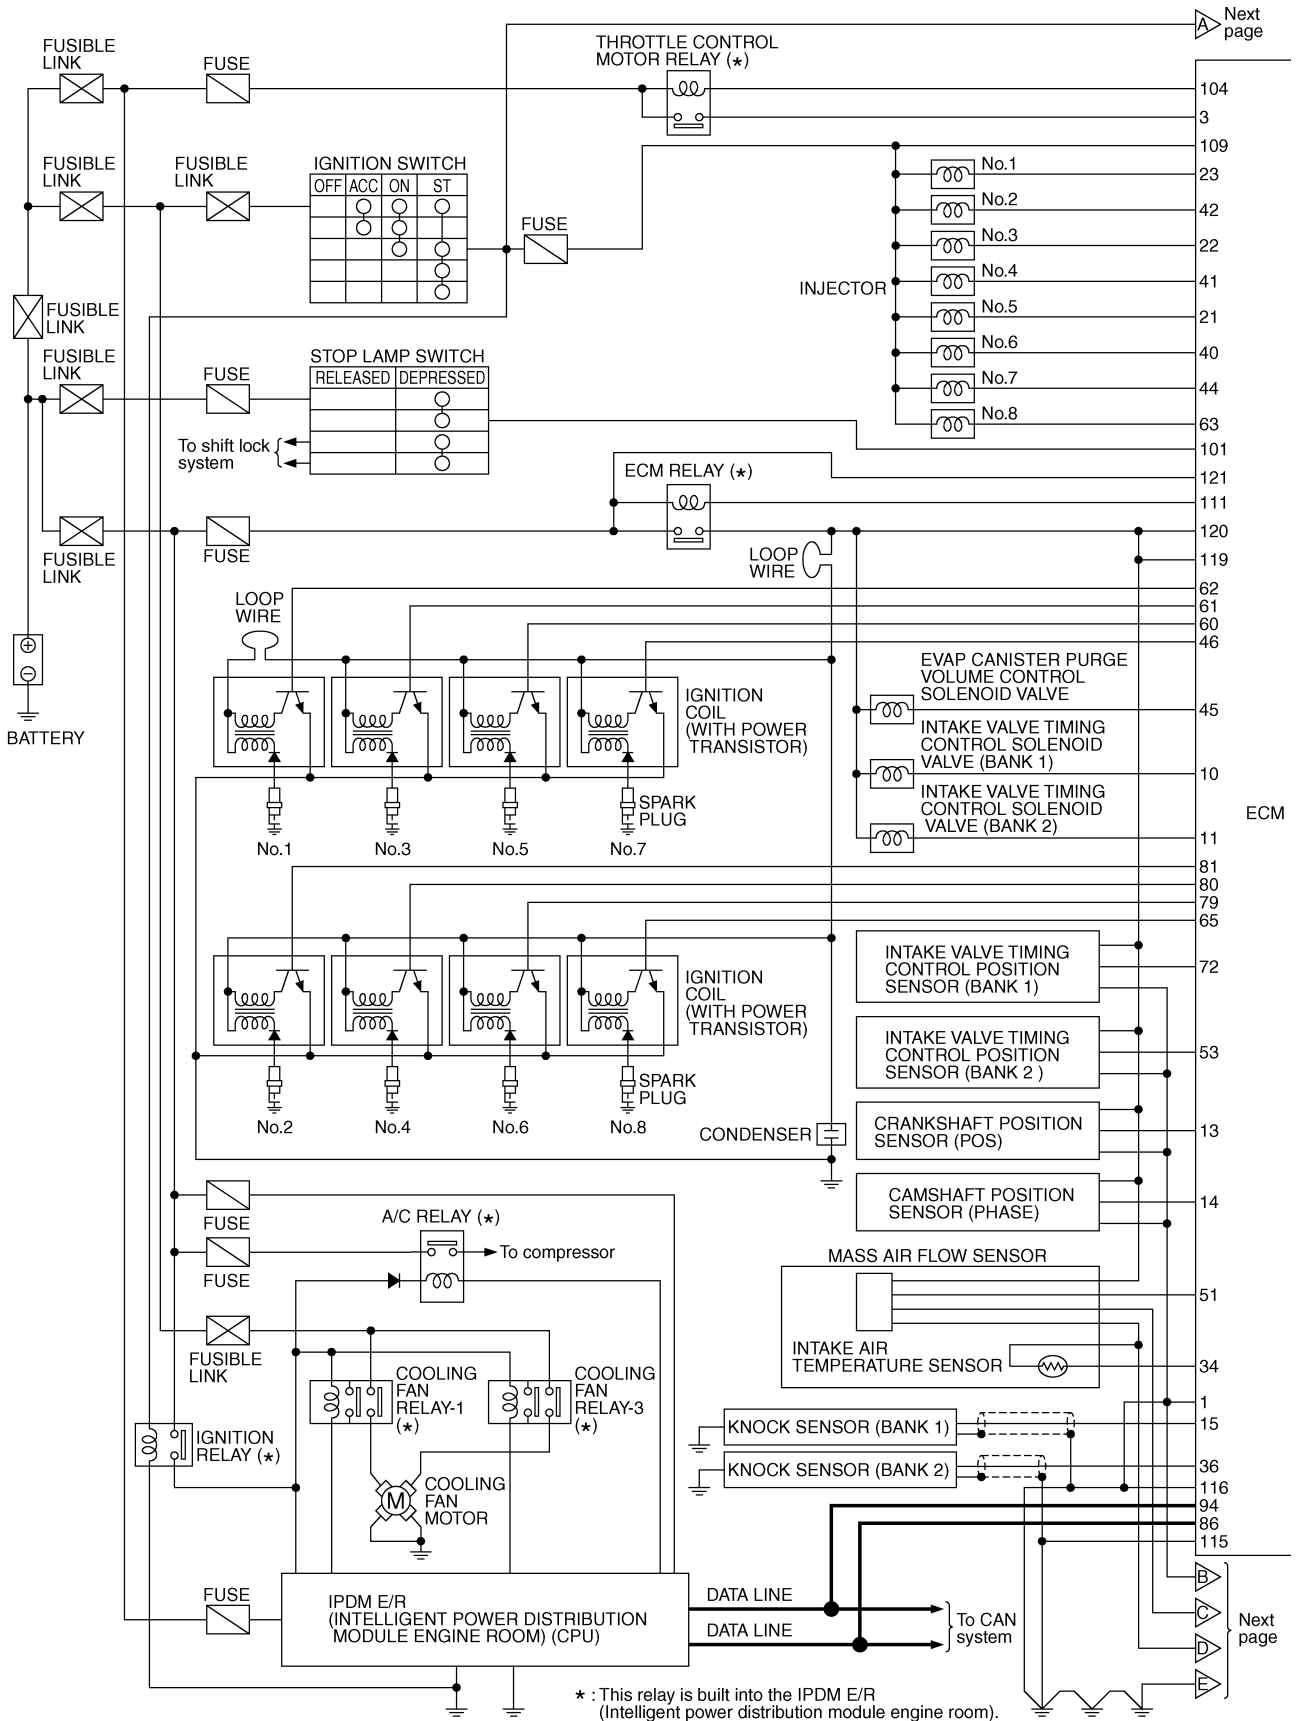 Next
page
A
FUSIBLE
LINK
FUSE
THROTTLE CONTROL
MOTOR RELAY (*)
104
3
109
FUSIBLE
LINK
FUSIBLE
LINK
IGNITION SWITCH
OFF ACC ON ST
FUSE
No.1
23
No.2
42
No.3
22
No.4
41
INJECTOR
No.5
21
No.6
40
No.7
44
No.8
63
FUSIBLE
LINK
FUSIBLE
LINK
FUSE
STOP LAMP SWITCH
RELEASED DEPRESSED
To shift lock
system
101
ECM RELAY (*)
121
111
120
FUSIBLE
LINK
FUSE
LOOP
WIRE
119
LOOP
WIRE
62
61
60
46
BATTERY
IGNITION
COIL
(WITH POWER
TRANSISTOR)
EVAP CANISTER PURGE
VOLUME CONTROL
SOLENOID VALVE
45
INTAKE VALVE TIMING
CONTROL SOLENOID
VALVE (BANK 1)
10
INTAKE VALVE TIMING
CONTROL SOLENOID
VALVE (BANK 2)
11
ECM
SPARK
PLUG
No.1 No.3 No.5 No.7
81
80
79
65
IGNITION
COIL
(WITH POWER
TRANSISTOR)
INTAKE VALVE TIMING
CONTROL POSITION
SENSOR (BANK 1)
72
INTAKE VALVE TIMING
CONTROL POSITION
SENSOR (BANK 2 )
53
SPARK
PLUG
No.2 No.4 No.6 No.8
CONDENSER
CRANKSHAFT POSITION
SENSOR (POS)
13
CAMSHAFT POSITION
SENSOR (PHASE)
14
FUSE
A/C RELAY (*)
To compressor
FUSE
MASS AIR FLOW SENSOR
51
INTAKE AIR
TEMPERATURE SENSOR
34
FUSIBLE
LINK
COOLING
FAN
RELAY-1
(*)
COOLING
FAN
RELAY-3
(*)
1
KNOCK SENSOR (BANK 1)
15
IGNITION
RELAY (*)
KNOCK SENSOR (BANK 2)
36
116
M
COOLING
FAN
MOTOR
94
86
115
FUSE
IPDM E/R
(INTELLIGENT POWER DISTRIBUTION
MODULE ENGINE ROOM) (CPU)
DATA LINE
DATA LINE
To CAN
system
B
C
D
E
Next
page
* : This relay is built into the IPDM E/R
(Intelligent power distribution module engine room).